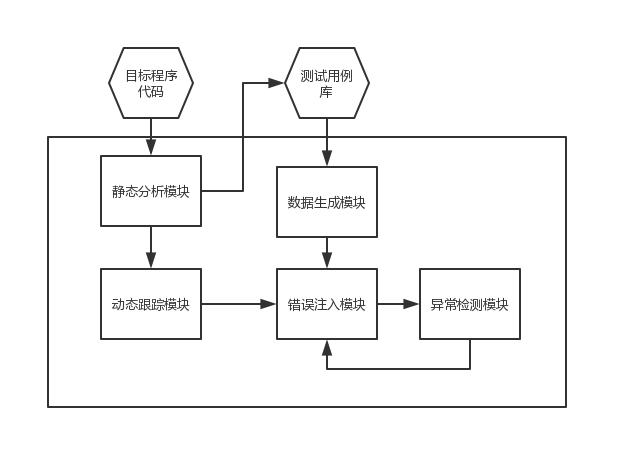 目标程序
代码
测试用例
库
静态分析模块
数据生成模块
动态跟踪模块
错误注入模块
异常检测模块